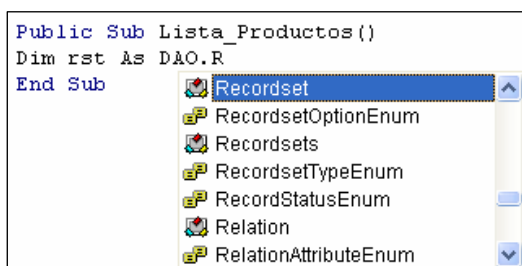 Public Sub Lista_Productos()
Dim rst As DAO.R
End Sub
Recordset
RecordsetOptionEnum
Recordsets
RecordsetTypeEnum
RecordStatusEnum
Relation
RelationAttributeEnum